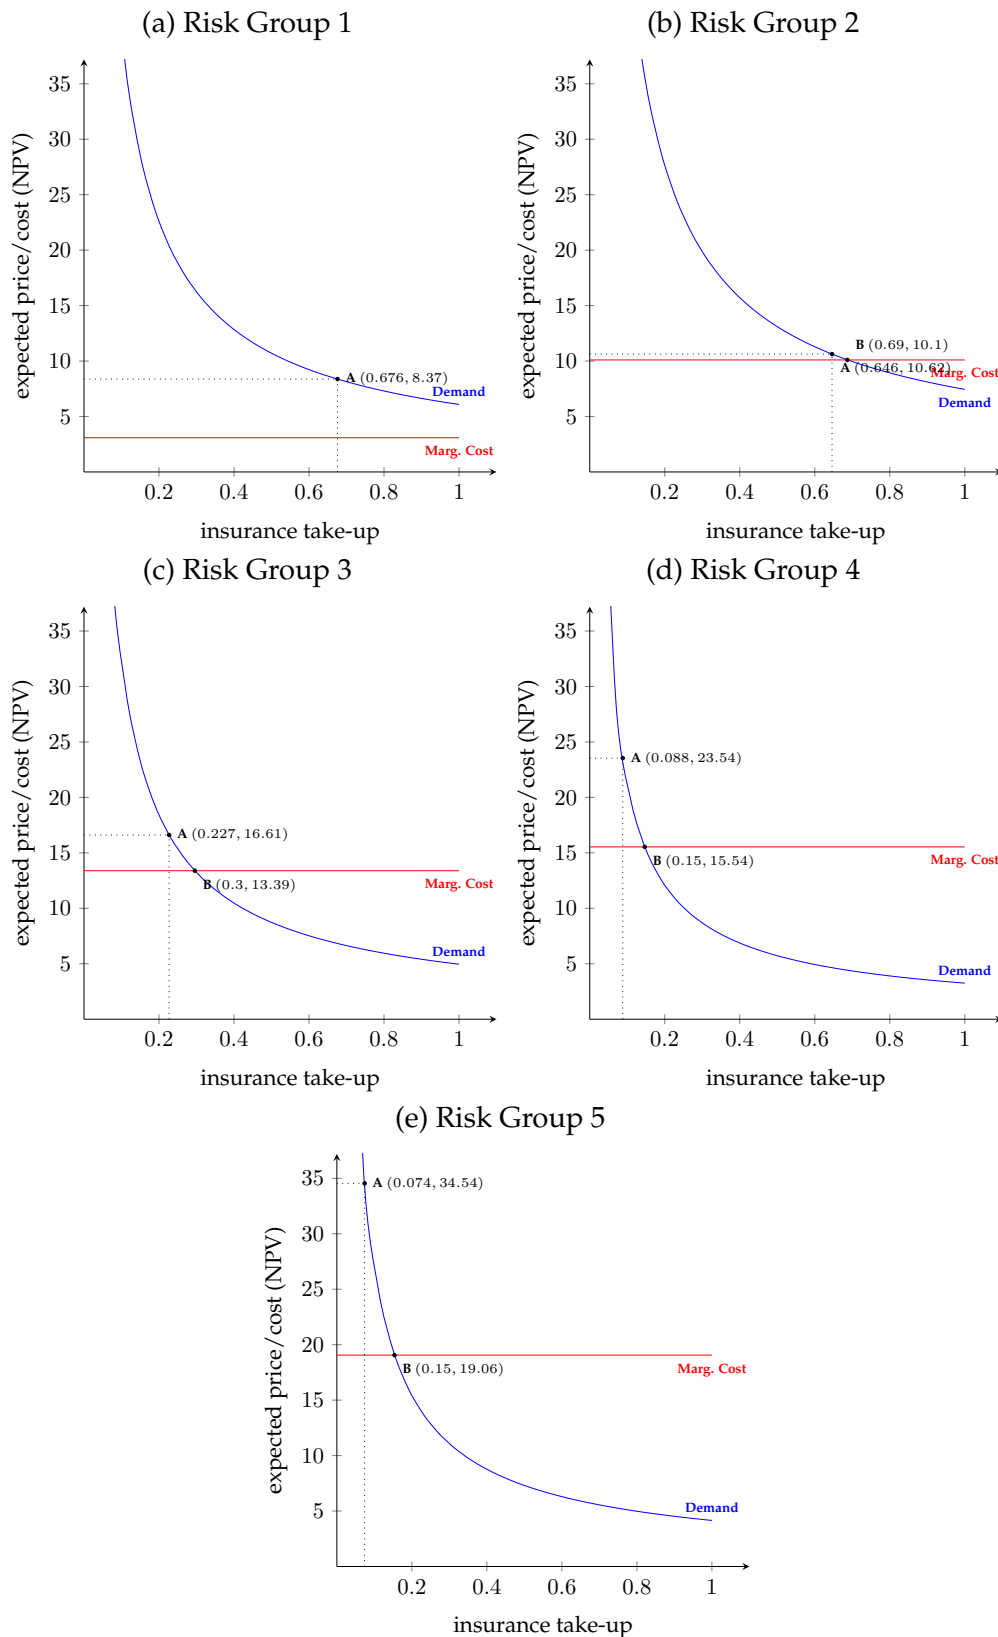 (a) Risk Group 1
expected price/cost (NPV)
35
30
25
20
15
10
5
A (0.676, 8.37)
Demand
Marg. Cost
0.2 0.4 0.6 0.8 1
insurance take-up
(b) Risk Group 2
expected price/cost (NPV)
35
30
25
20
15
10
5
B (0.69, 10.1)
A (0.646, 10.62)
Marg. Cost
Demand
0.2 0.4 0.6 0.8 1
insurance take-up
(c) Risk Group 3
expected price/cost (NPV)
35
30
25
20
15
10
5
A (0.227, 16.61)
B (0.3, 13.39)
Marg. Cost
Demand
0.2 0.4 0.6 0.8 1
insurance take-up
(d) Risk Group 4
expected price/cost (NPV)
35
30
25
20
15
10
5
A (0.088, 23.54)
B (0.15, 15.54)
Marg. Cost
Demand
0.2 0.4 0.6 0.8 1
insurance take-up
(e) Risk Group 5
expected price/cost (NPV)
35
30
25
20
15
10
5
A (0.074, 34.54)
B (0.15, 19.06)
Marg. Cost
Demand
0.2 0.4 0.6 0.8 1
insurance take-up